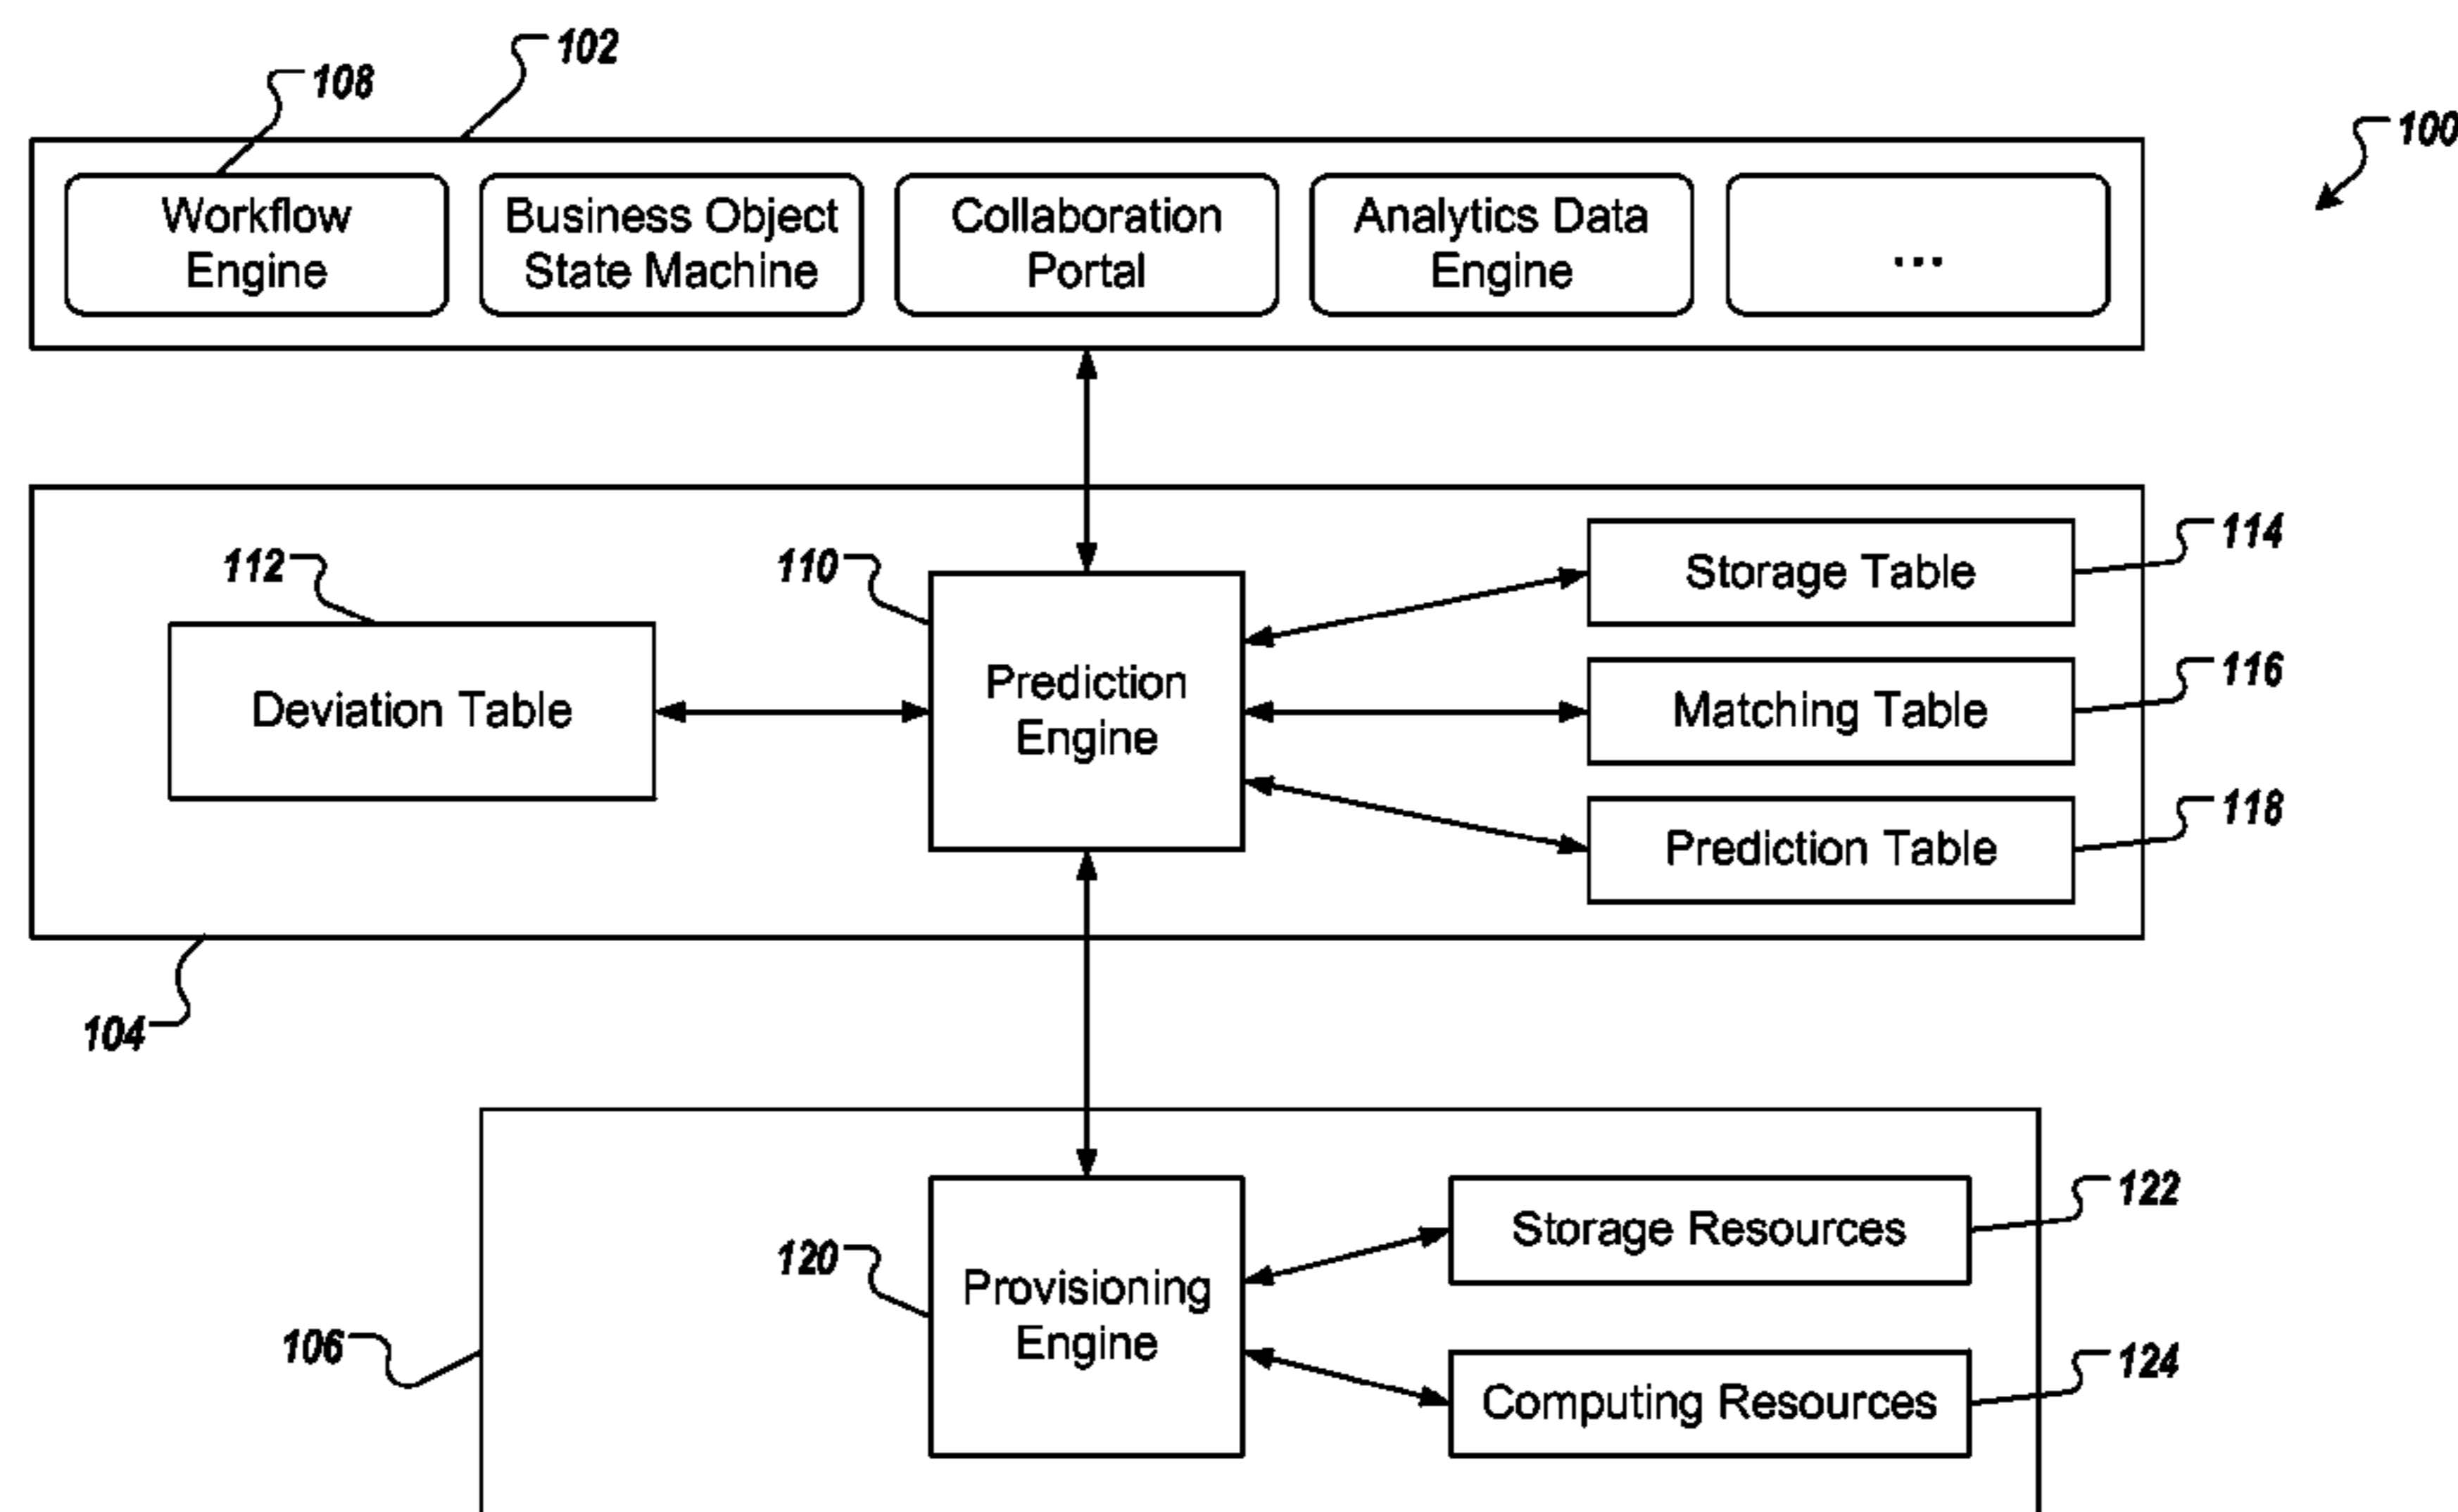 102
108
100
Workflow
Engine
Business Object
State Machine
Collaboration
Portal
Analytics Data
Engine
...
112
110
114
Storage Table
Deviation Table
Prediction
Engine
116
Matching Table
118
Prediction Table
104
122
Storage Resources
120
Provisioning
Engine
106
124
Computing Resources